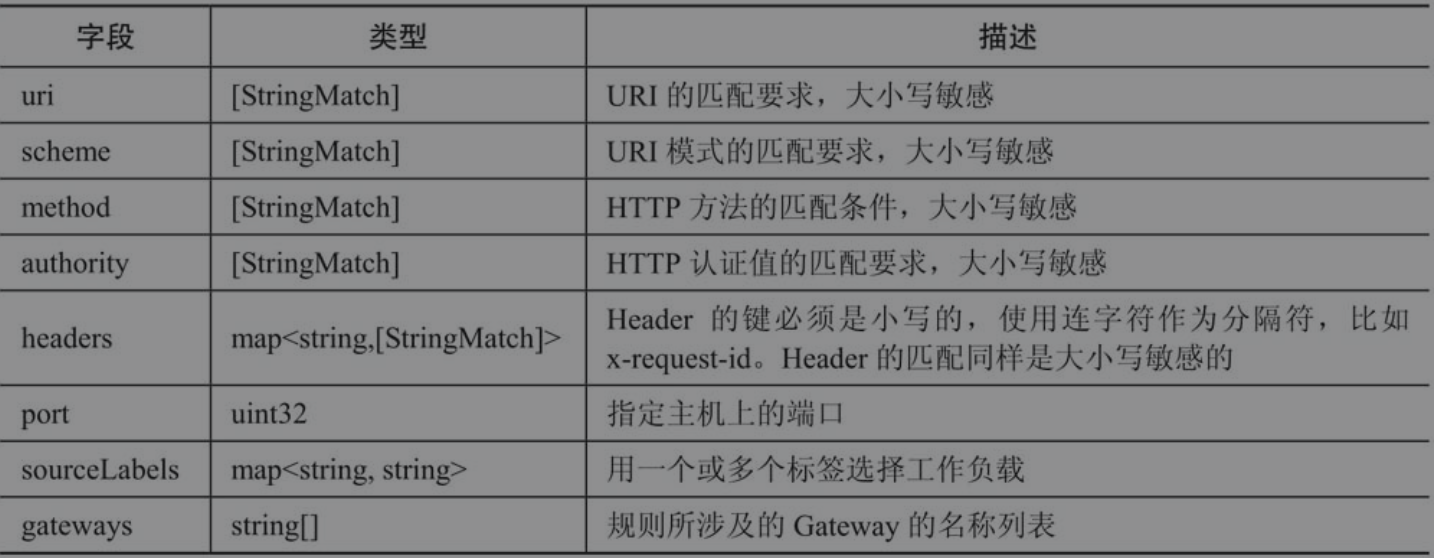 字段 类型 描述
uri [StringMatch] URI 的匹配要求，大小写敏感
scheme [StringMatch] URI 模式的匹配要求，大小写敏感
method [StringMatch] HTTP 方法的匹配条件，大小写敏感
authority [StringMatch] HTTP 认证值的匹配要求，大小写敏感
headers map<string,[StringMatch]> Header 的键必须是小写的，使用连字符作为分隔符，比如
x-request-id。Header 的匹配同样是大小写敏感的
port uint32 指定主机上的端口
sourceLabels map<string, string> 用一个或多个标签选择工作负载
gateways string[] 规则所涉及的 Gateway 的名称列表